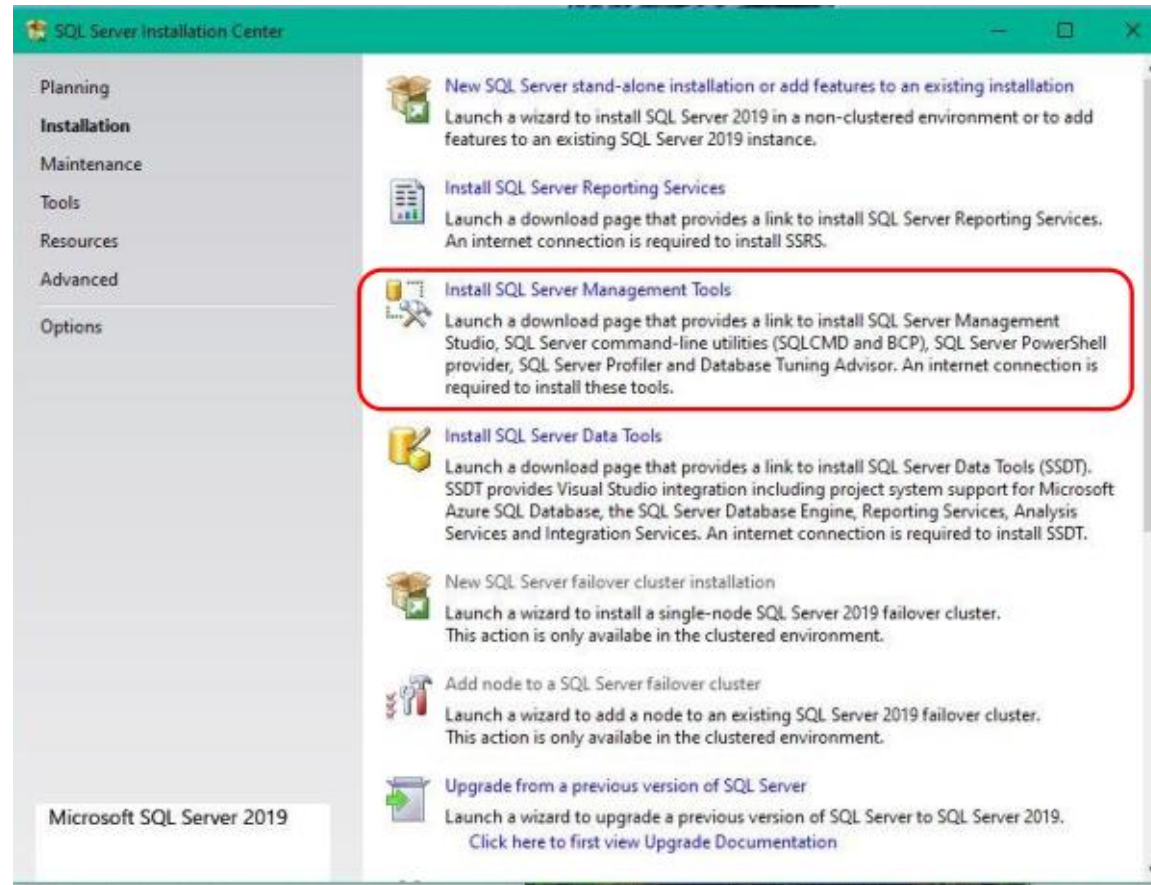 SQL Server Installation Center
Planning
Installation
Maintenance
Tools
Resources
Advanced
Options
Microsoft SQL Server 2019
New SQL Server stand-alone installation or add features to an existing installation
Launch a wizard to install SQL Server 2019 in a non-clustered environment or to add
features to an existing SQL Server 2019 instance.
Install SQL Server Reporting Services
Launch a download page that provides a link to install SQL Server Reporting Services.
An internet connection is required to install SSRS.
Install SQL Server Management Tools
Launch a download page that provides a link to install SQL Server Management
Studio, SQL Server command-line utilities (SQLCMD and BCP), SQL Server PowerShell
provider, SQL Server Profiler and Database Tuning Advisor. An internet connection is
required to install these tools.
Install SQL Server Data Tools
Launch a download page that provides a link to install SQL Server Data Tools (SSDT).
SSDT provides Visual Studio integration including project system support for Microsoft
Azure SQL Database, the SQL Server Database Engine, Reporting Services, Analysis
Services and Integration Services. An internet connection is required to install SSDT.
New SQL Server failover cluster installation
Launch a wizard to install a single-node SQL Server 2019 failover cluster.
This action is only availabe in the clustered environment.
Add node to a SQL Server failover cluster
Launch a wizard to add a node to an existing SQL Server 2019 failover cluster.
This action is only availabe in the clustered environment.
Upgrade from a previous version of SQL Server
Launch a wizard to upgrade a previous version of SQL Server to SQL Server 2019.
Click here to first view Upgrade Documentation